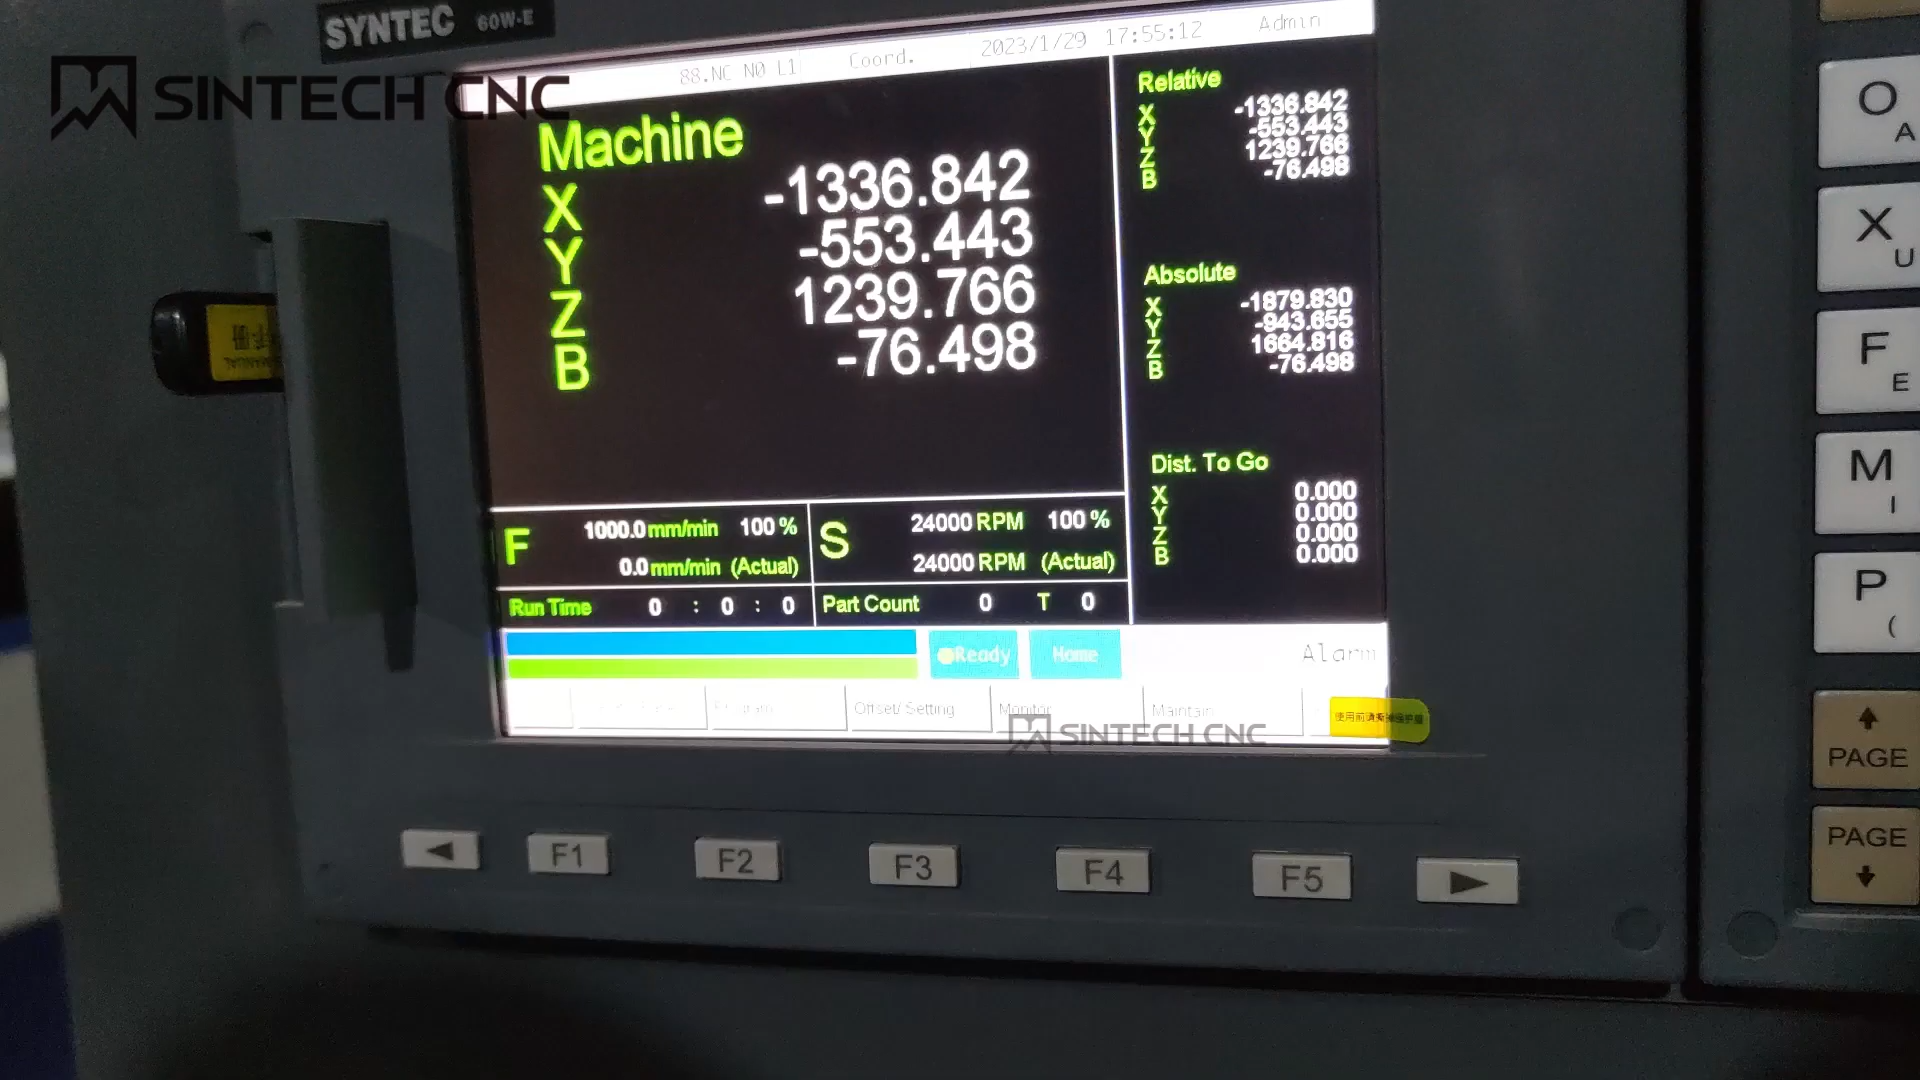 SYNTEC 60W-E
SINTECH CNC
88.NC N0 L1 Coord. 2023/1/29 17:55:12 Admin
Machine
X -1336.842
Y -553.443
Z 1239.766
B -76.498
Relative
X -1336.842
Y -553.443
Z 1239.766
B -76.498
Absolute
X -1879.830
Y -943.655
Z 1664.816
B -76.498
Dist. To Go
X 0.000
Y 0.000
Z 0.000
B 0.000
F 1000.0 mm/min 100 %
0.0 mm/min (Actual)
S 24000 RPM 100 %
24000 RPM (Actual)
Run Time 0 : 0 : 0 Part Count 0 T 0
Ready Home Alarm
Program Offset/ Setting Monitor Maintain
SINTECH CNC
F1 F2 F3 F4 F5
MANUAL
O A
X U
F E
M I
P (
PAGE
PAGE